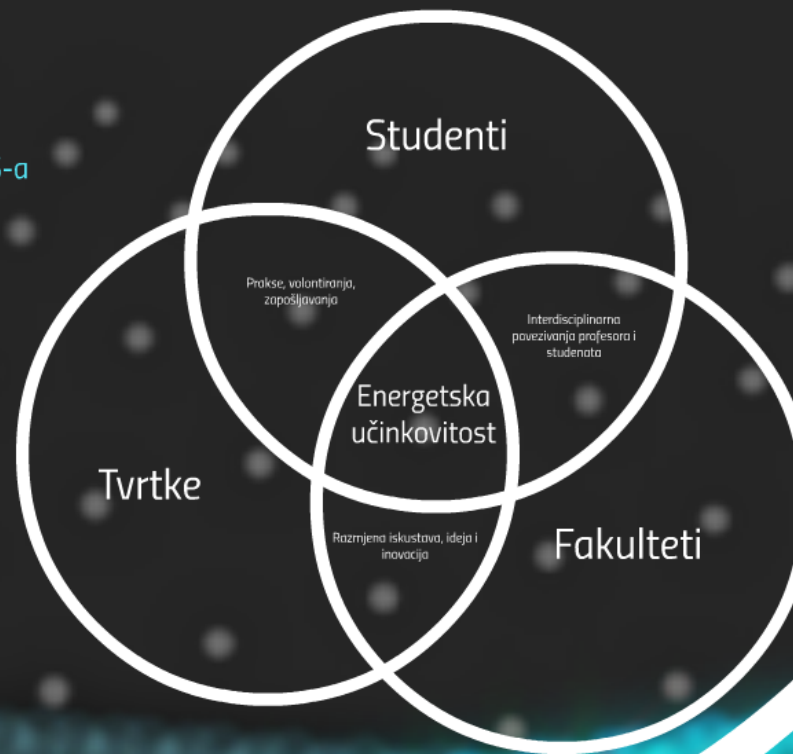 Studenti
-a
Prakse, volontiranja,
zapošljavanja
Interdisciplinarna
povezivanja profesora i
studenata
Energetska
učinkovitost
Tvrtke
Razmjena iskustava, ideja i
inovacija
Fakulteti